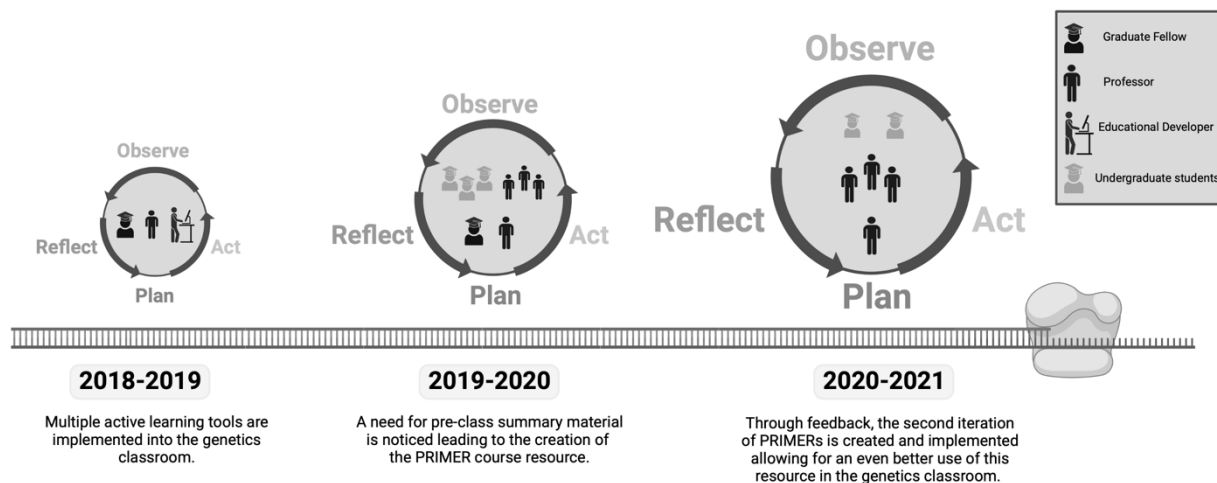 Observe
Reflect
Act
Plan
2018-2019
Multiple active learning tools are
implemented into the genetics
classroom.
Observe
Reflect
Act
Plan
2019-2020
A need for pre-class summary material
is noticed leading to the creation of
the PRIMER course resource.
Observe
Reflect
Act
Plan
2020-2021
Through feedback, the second iteration
of PRIMERs is created and implemented
allowing for an even better use of this
resource in the genetics classroom.
Graduate Fellow
Professor
Educational Developer
Undergraduate students